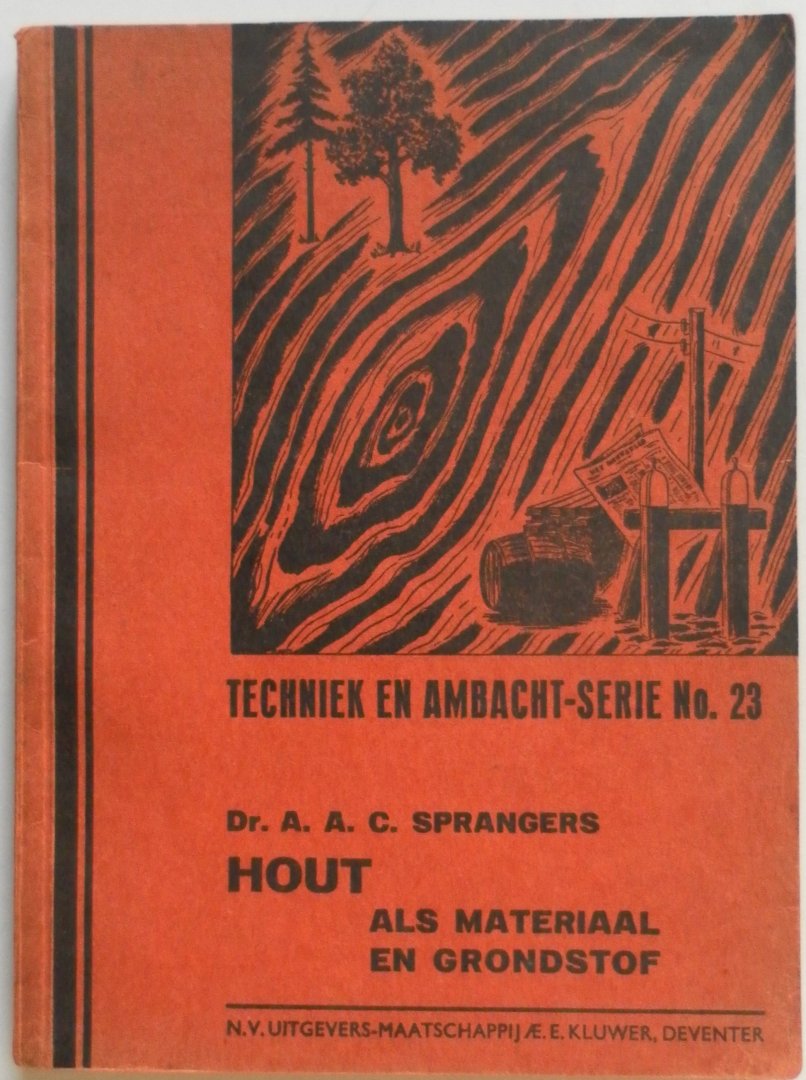 TECHNIEK EN AMBACHT-SERIE No. 23
Dr. A. A. C. SPRANGERS
HOUT
ALS MATERIAAL
EN GRONDSTOF
N.V. UITGEVERS-MAATSCHAPPIJ Æ. E. KLUWER, DEVENTER